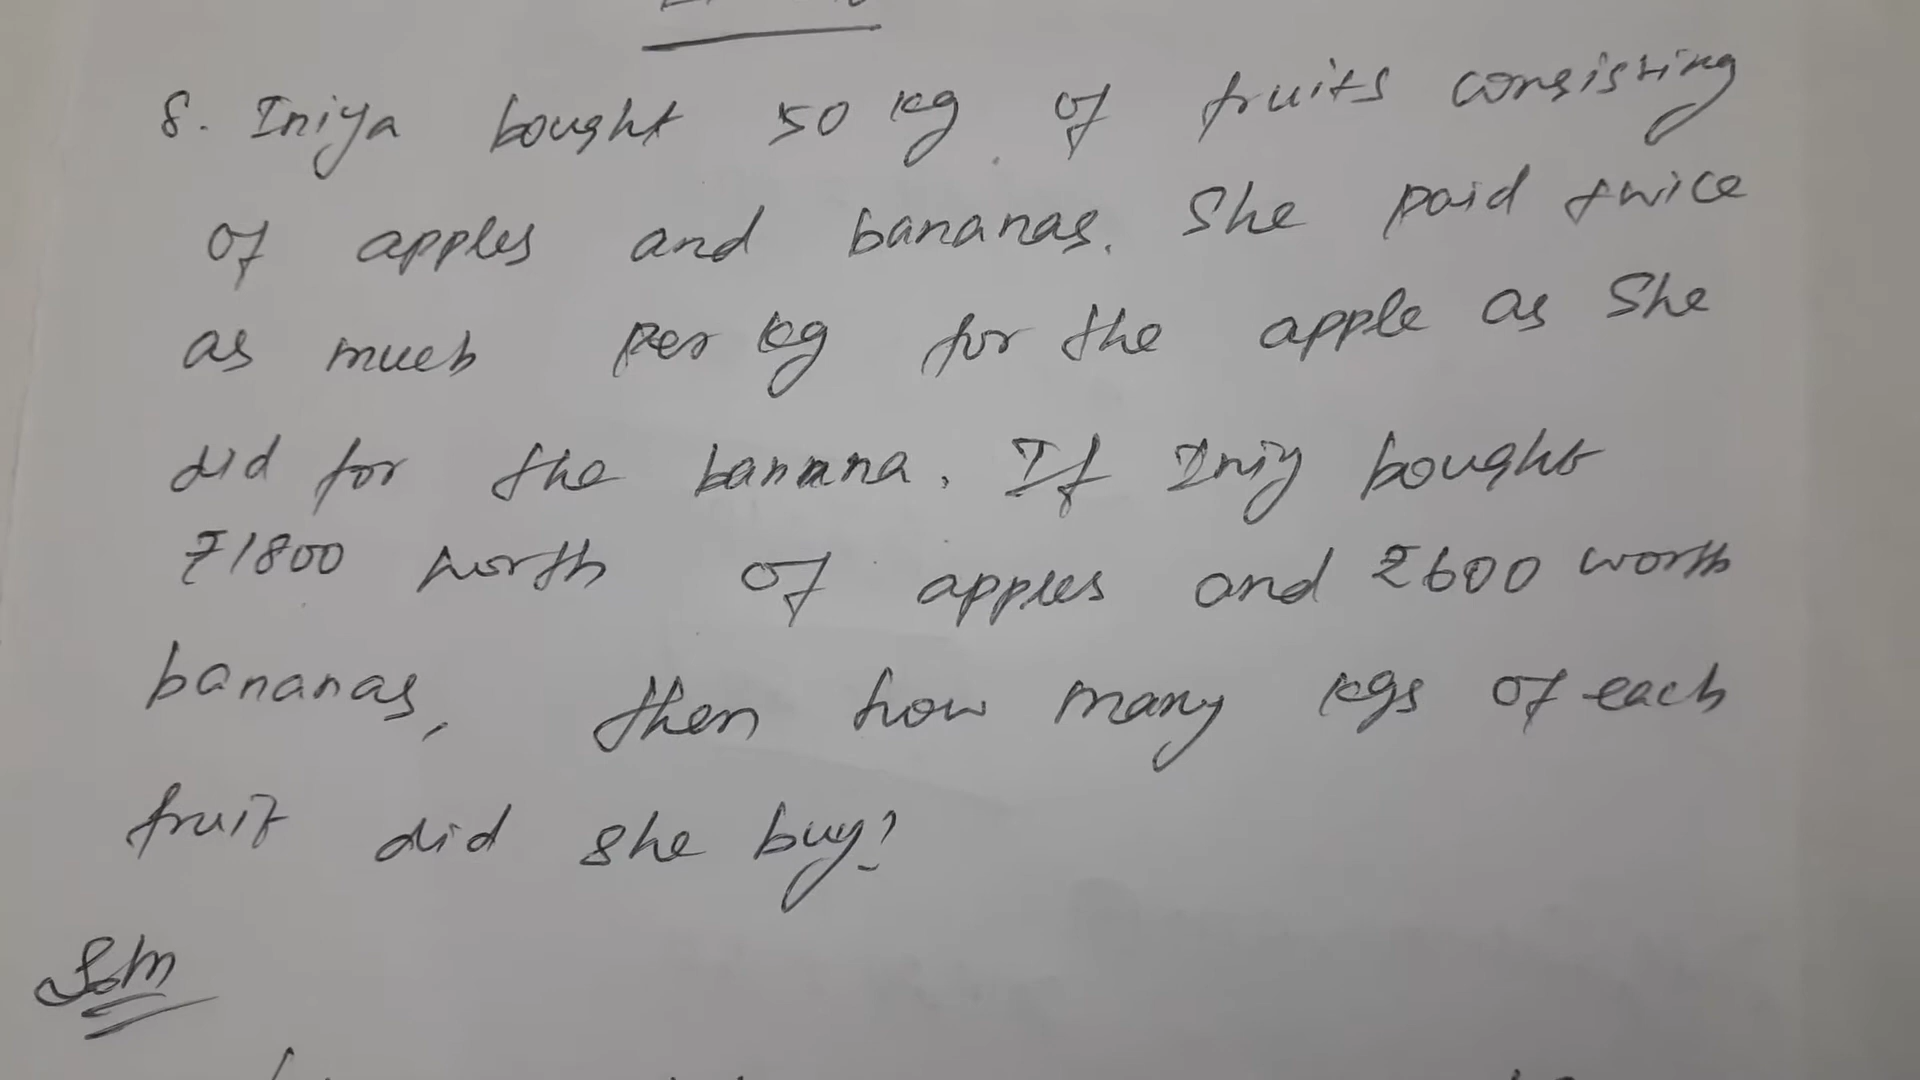 8. Iniya bought 50 kg of fruits consisting
of apples and bananas. She paid twice
as much per kg for the apple as She
did for the banana. If Iniy bought
₹1800 worth of apples and ₹600 worth
bananas, then how many kgs of each
fruit did she buy?
Soln